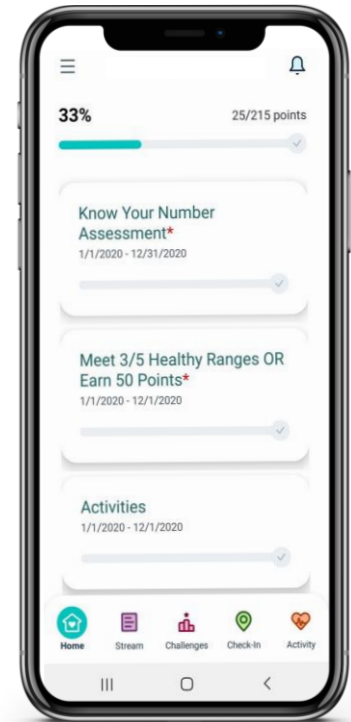 33%
25/215 points
Know Your Number
Assessment*
1/1/2020 - 12/31/2020
Meet 3/5 Healthy Ranges OR
Earn 50 Points*
1/1/2020 - 12/1/2020
Activities
1/1/2020 - 12/1/2020
Home Stream Challenges Check-In Activity